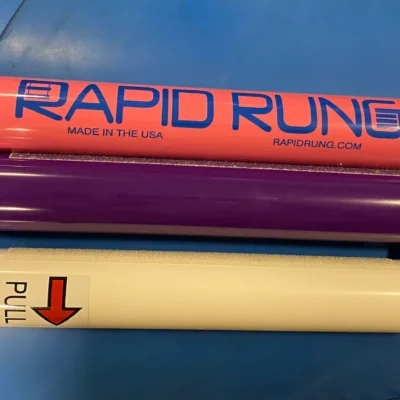 RAPID RUNG
MADE IN THE USA
RAPIDRUNG.COM
PULL